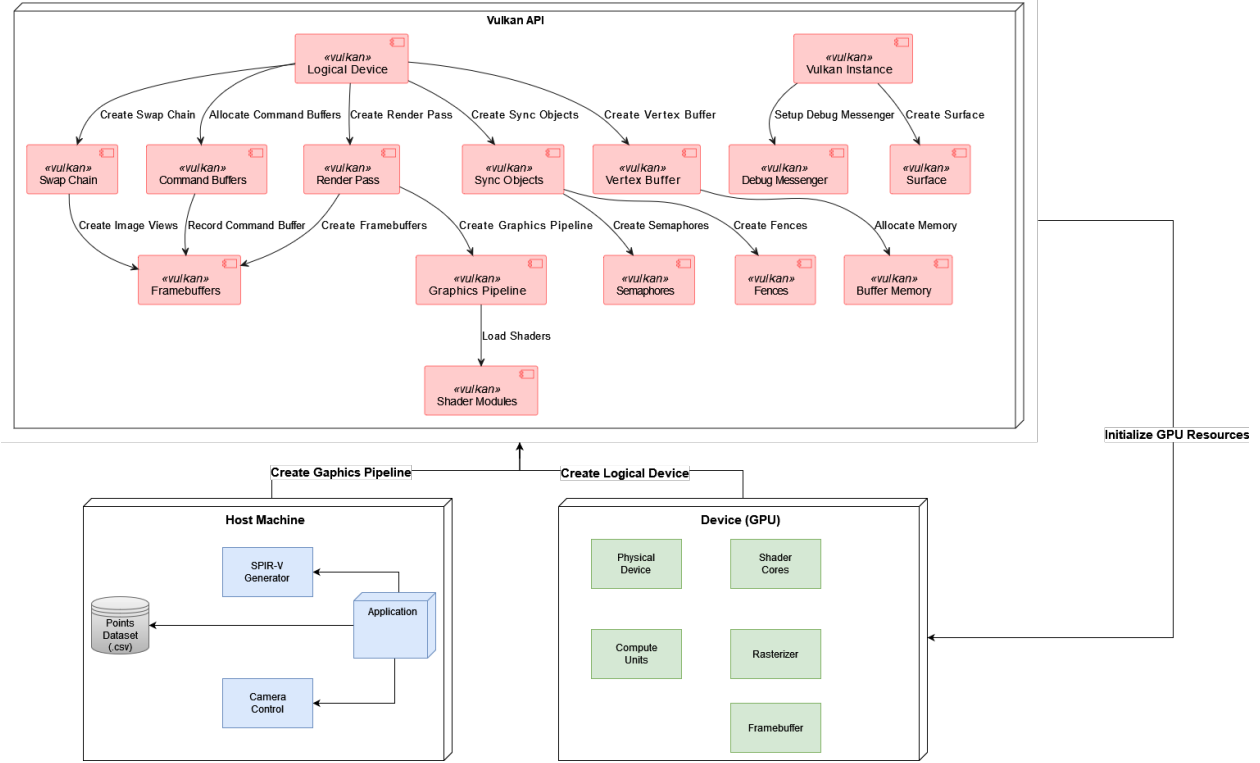 Vulkan API
«vulkan»
Logical Device
«vulkan»
Vulkan Instance
Create Swap Chain
Allocate Command Buffers
Create Render Pass
Create Sync Objects
Create Vertex Buffer
Setup Debug Messenger
Create Surface
«vulkan»
Swap Chain
«vulkan»
Command Buffers
«vulkan»
Render Pass
«vulkan»
Sync Objects
«vulkan»
Vertex Buffer
«vulkan»
Debug Messenger
«vulkan»
Surface
Create Image Views
Record Command Buffer
Create Framebuffers
Create Graphics Pipeline
Create Semaphores
Create Fences
Allocate Memory
«vulkan»
Framebuffers
«vulkan»
Graphics Pipeline
«vulkan»
Semaphores
«vulkan»
Fences
«vulkan»
Buffer Memory
Load Shaders
«vulkan»
Shader Modules
Initialize GPU Resources
Create Gaphics Pipeline
Create Logical Device
Host Machine
SPIR-V
Generator
Application
Points
Dataset
(.csv)
Camera
Control
Device (GPU)
Physical
Device
Shader
Cores
Compute
Units
Rasterizer
Framebuffer